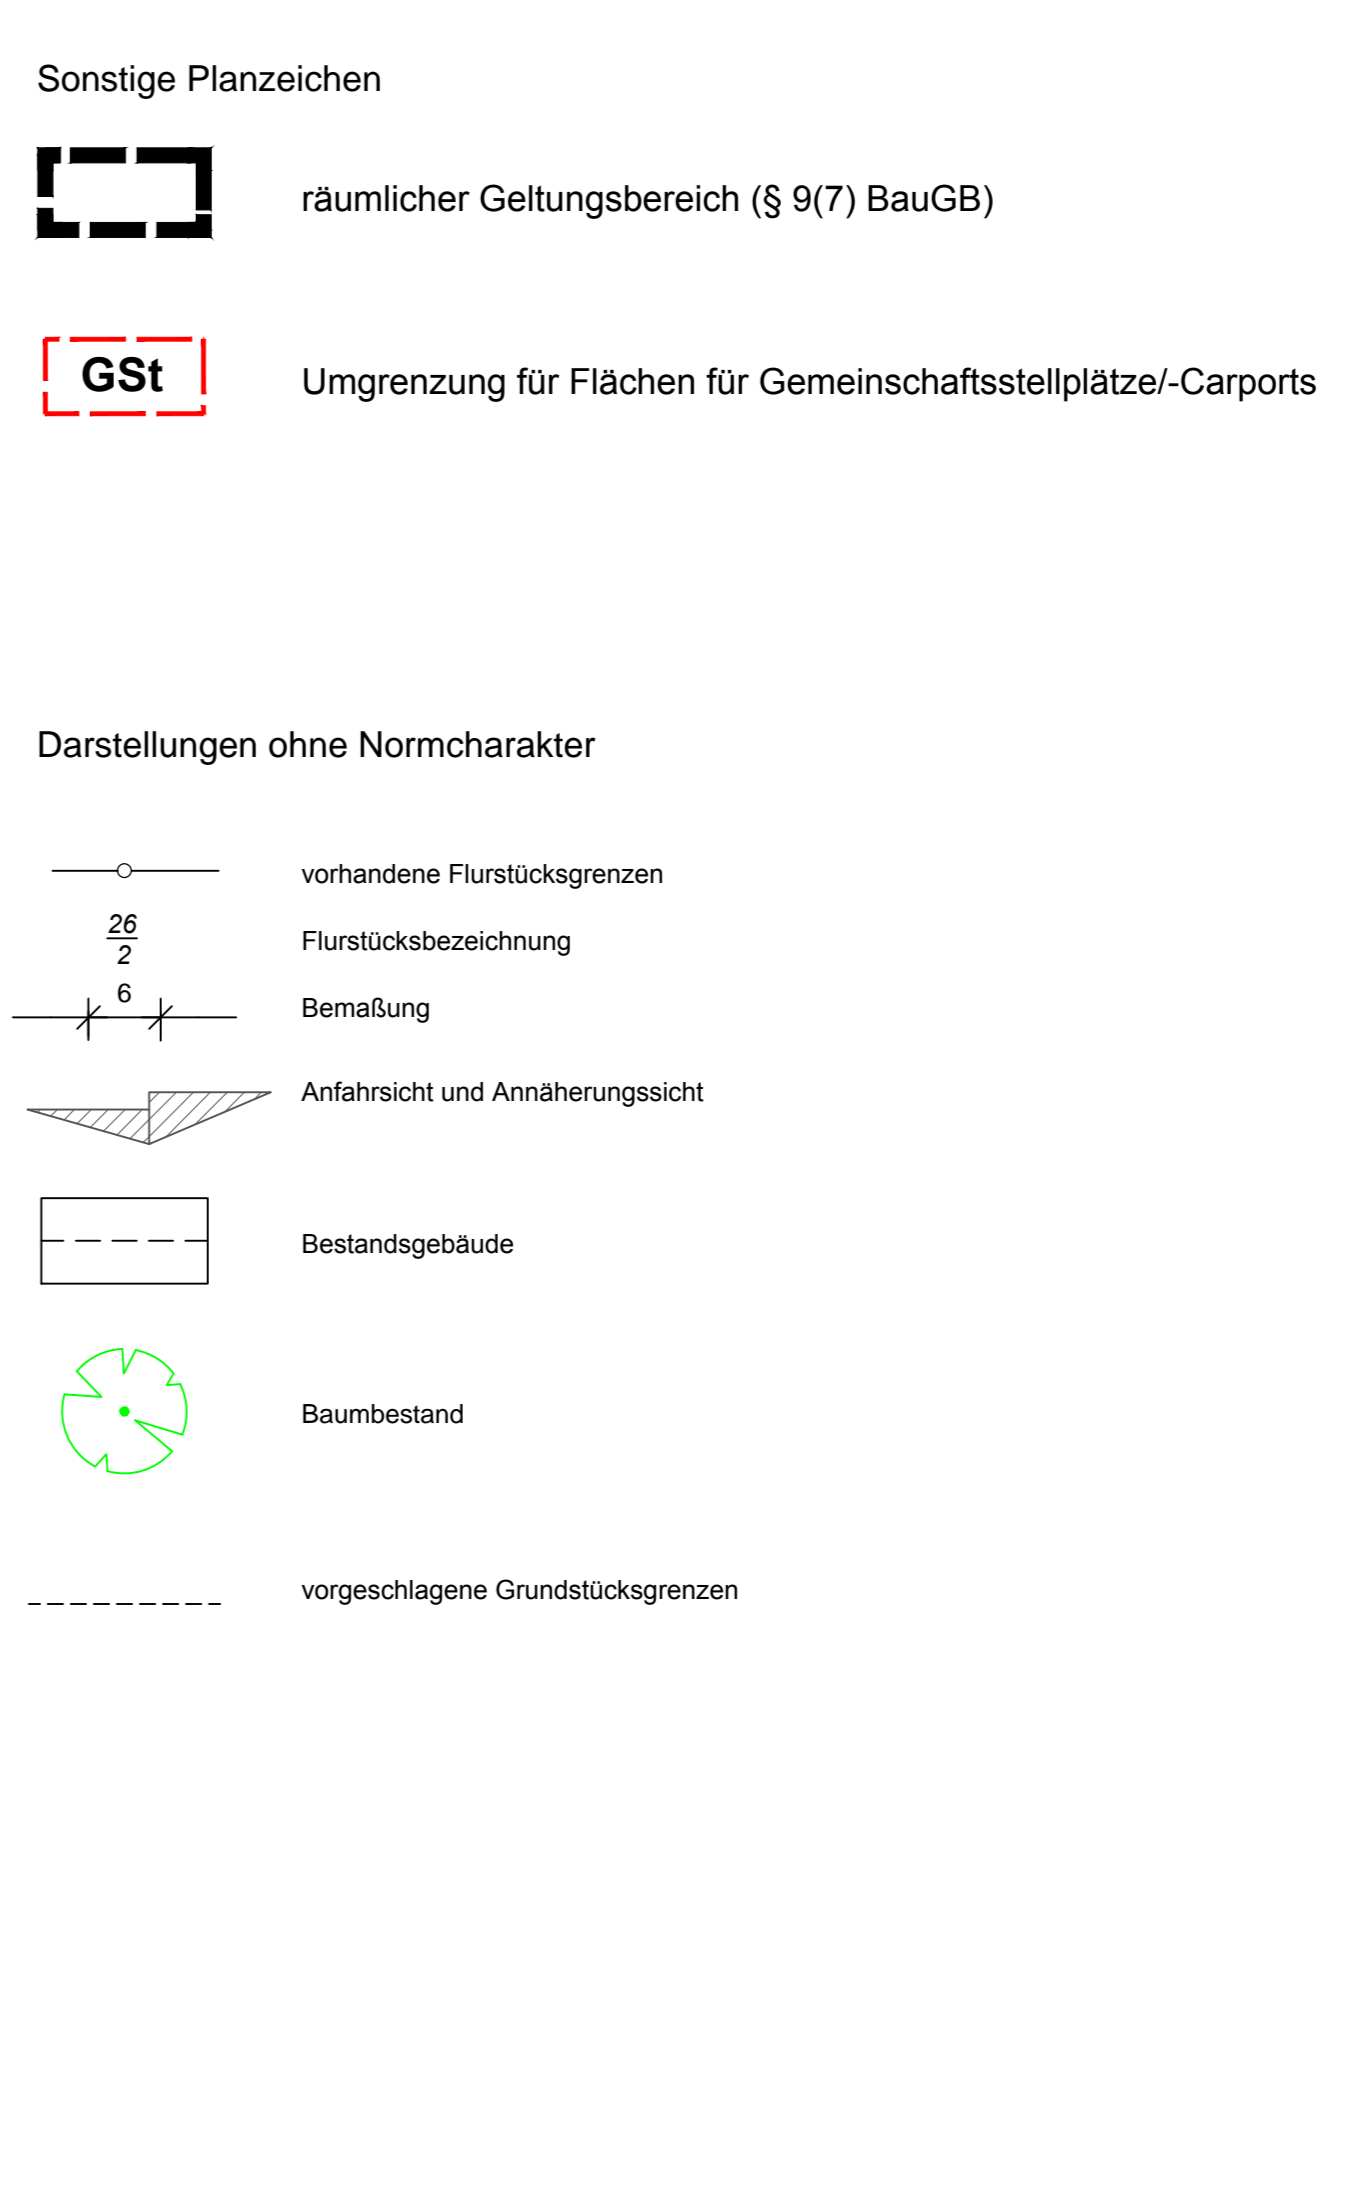 Sonstige Planzeichen
räumlicher Geltungsbereich (§ 9(7) BauGB)
GSt
Umgrenzung für Flächen für Gemeinschaftsstellplätze/-Carports
Darstellungen ohne Normcharakter
vorhandene Flurstücksgrenzen
26
2
Flurstücksbezeichnung
6
Bemaßung
Anfahrsicht und Annäherungssicht
Bestandsgebäude
Baumbestand
vorgeschlagene Grundstücksgrenzen